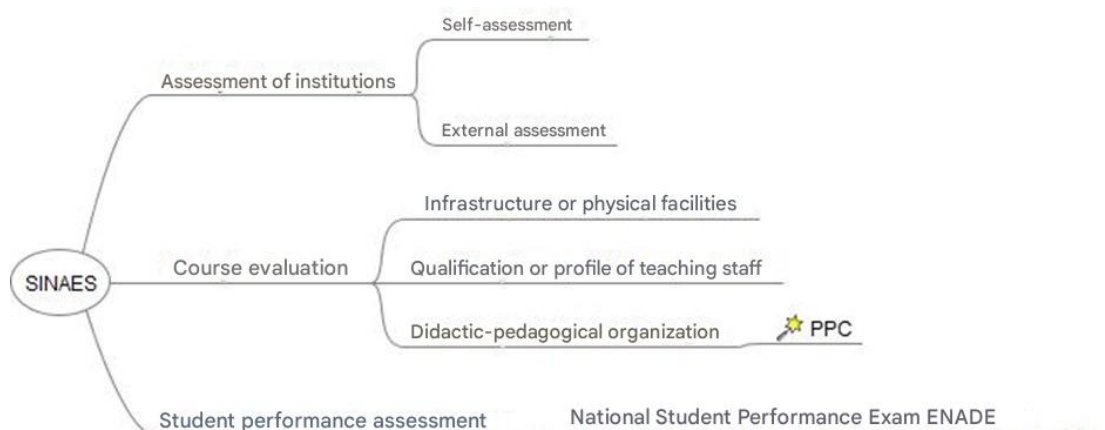 Self-assessment
Assessment of institutions
External assessment
Infrastructure or physical facilities
SINAES
Course evaluation
Qualification or profile of teaching staff
Didactic-pedagogical organization
PPC
Student performance assessment
National Student Performance Exam ENADE